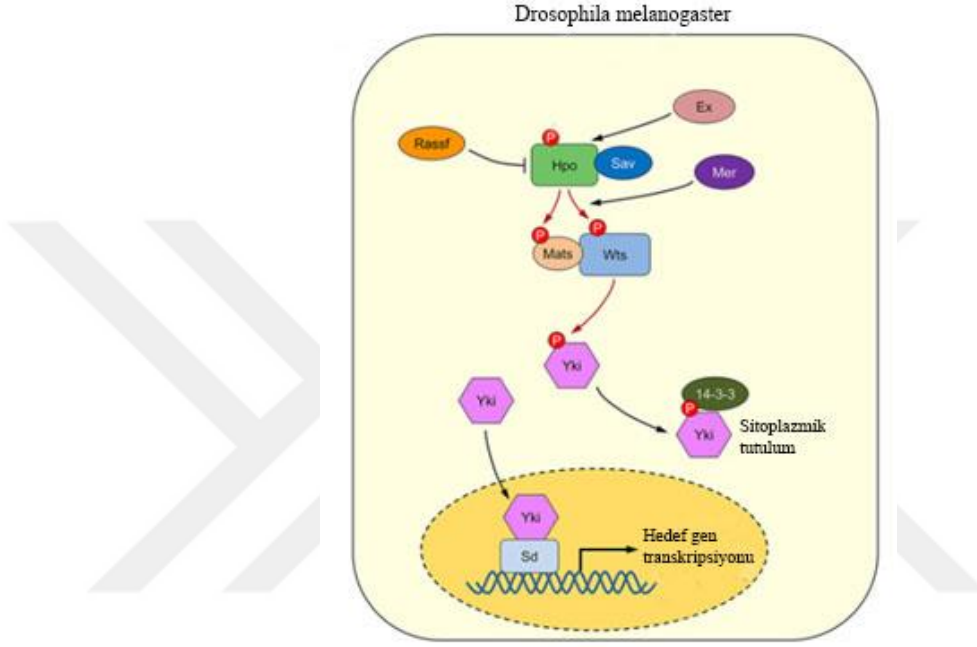 Drosophila melanogaster
Ex
P
Rassf
Hpo
Sav
Mer
P
P
Mats
Wts
P
Yki
Yki
14-3-3
P
Yki
Sitoplazmik
tutulum
Yki
Sd
Hedef gen
transkripsiyonu